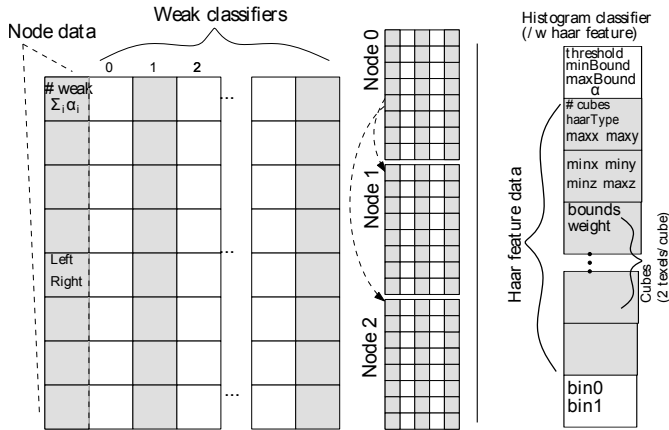 Weak classifiers
Node data
0 1 2
# weak
Σiαi
...
...
Left
Right
...
Node 0
Node 1
Node 2
Histogram classifier
(/ w haar feature)
threshold
minBound
maxBound
α
# cubes
haarType
maxx maxy
minx miny
minz maxz
bounds
weight
Haar feature data
Cubes
(2 texels/ cube)
bin0
bin1